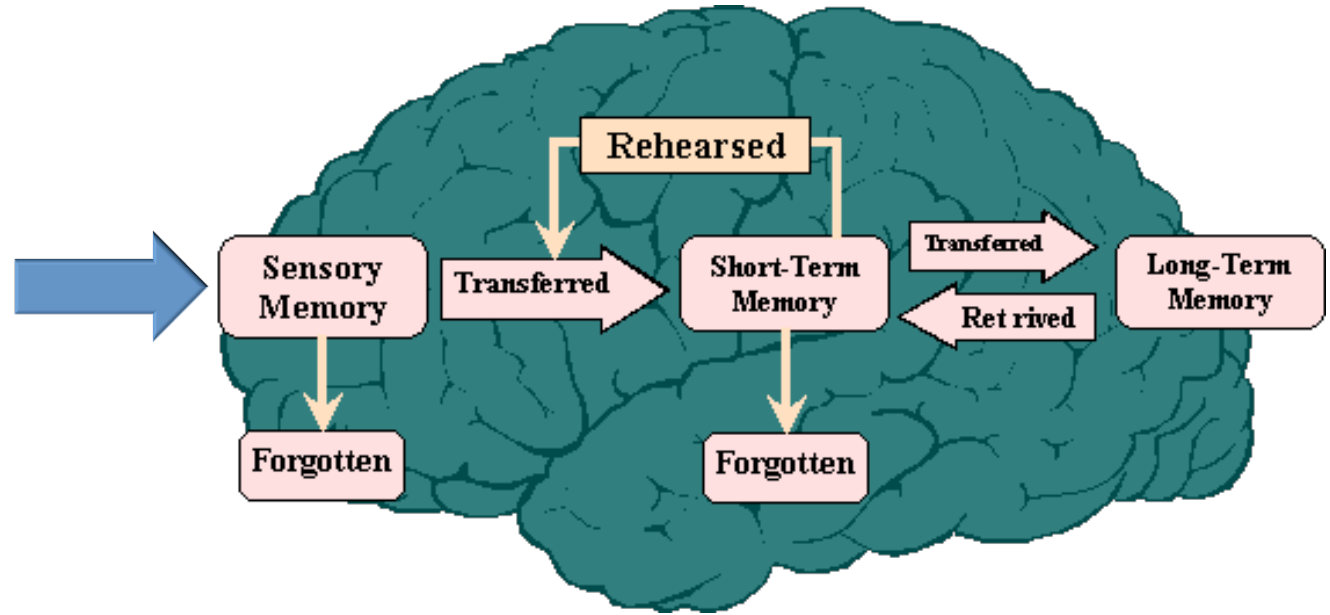 Rehearsed
Sensory
Memory
Transferred
Short-Term
Memory
Transferred
Ret rived
Long-Term
Memory
Forgotten
Forgotten